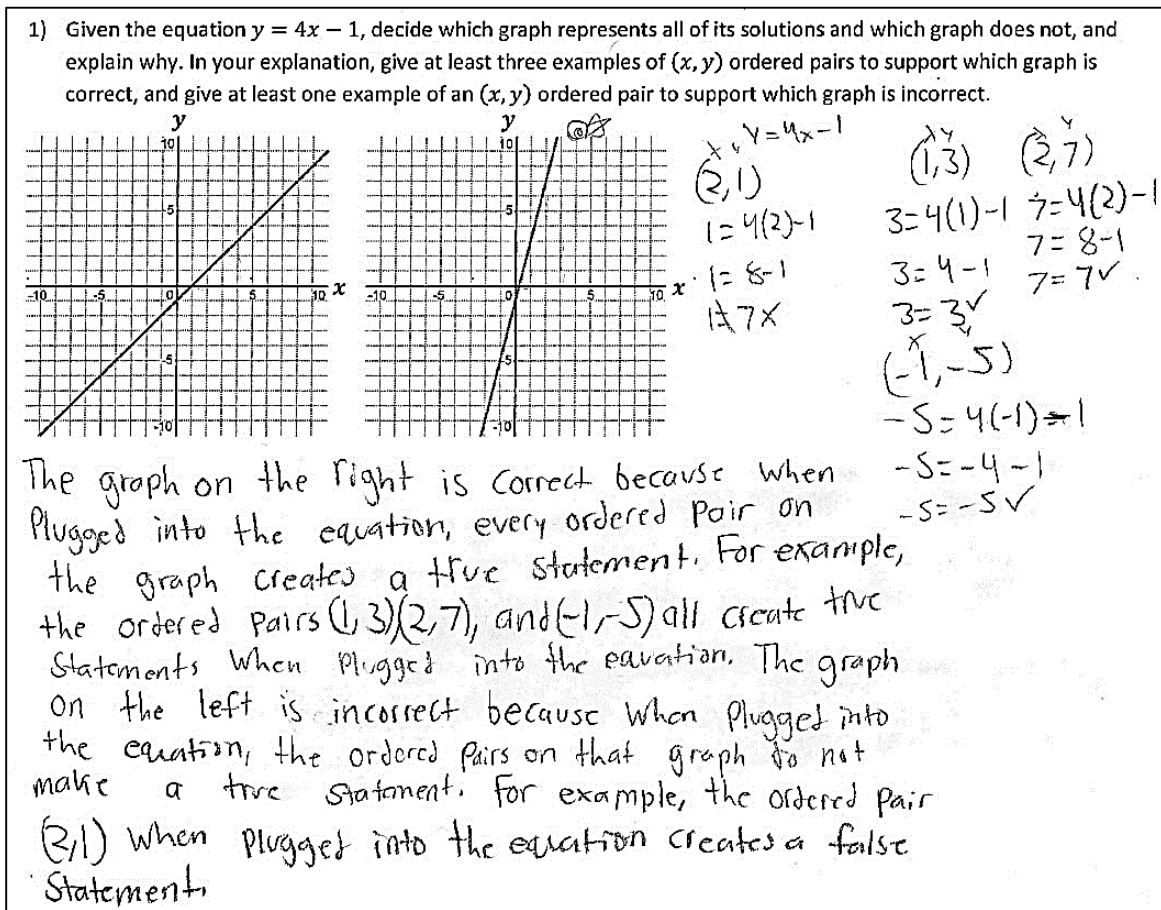 1) Given the equation y = 4x − 1, decide which graph represents all of its solutions and which graph does not, and
explain why. In your explanation, give at least three examples of (x, y) ordered pairs to support which graph is
correct, and give at least one example of an (x, y) ordered pair to support which graph is incorrect.
y
10
5
-10 -5 0 5 10 x
-5
-10
y
10
5
-10 -5 0 5 10 x
-5
-10
x, y y=4x-1
(2,1)
1=4(2)-1
1=8-1
1≠7x
x y
(1,3)
3=4(1)-1
3=4-1
3=3✓
x y
(2,7)
7=4(2)-1
7=8-1
7=7✓
x y
(-1,-5)
-5=4(-1)-1
-5=-4-1
-5=-5✓
The graph on the right is correct because when
Plugged into the equation, every ordered Pair on
the graph creates a true statement. For example,
the ordered pairs (1,3)(2,7), and (-1,-5) all create true
Statements when plugged into the equation. The graph
on the left is incorrect because when plugged into
the equation, the ordered pairs on that graph do not
make a true statement. For example, the ordered pair
(2,1) when plugged into the equation creates a false
Statement.